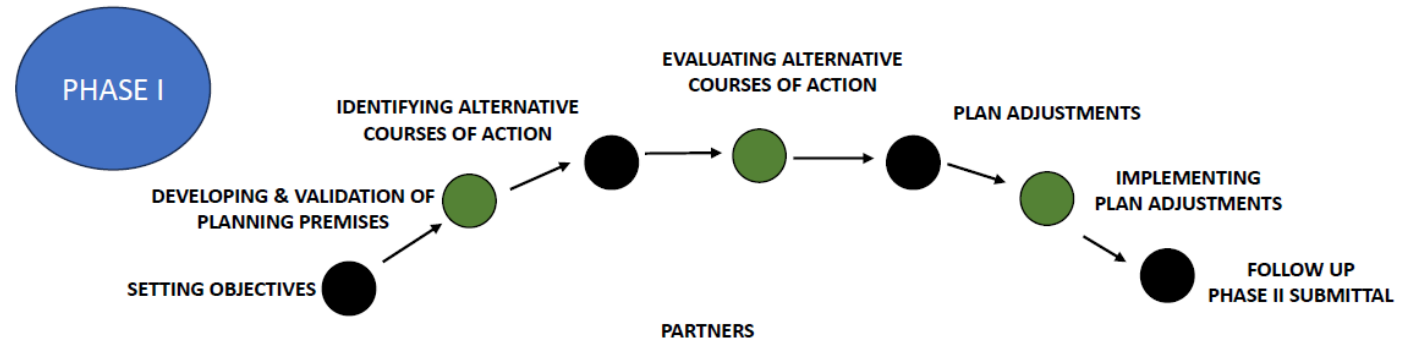 PHASE I
EVALUATING ALTERNATIVE
COURSES OF ACTION
IDENTIFYING ALTERNATIVE
COURSES OF ACTION
PLAN ADJUSTMENTS
DEVELOPING & VALIDATION OF
PLANNING PREMISES
IMPLEMENTING
PLAN ADJUSTMENTS
SETTING OBJECTIVES
FOLLOW UP
PHASE II SUBMITTAL
PARTNERS